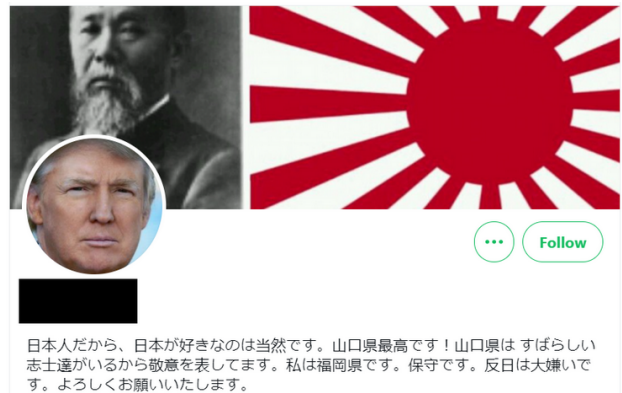 Follow
日本人だから、日本が好きなのは当然です。山口県最高です！山口県は すばらしい
志士達がいるから敬意を表してます。私は福岡県です。保守です。反日は大嫌いで
す。よろしくお願いいたします。